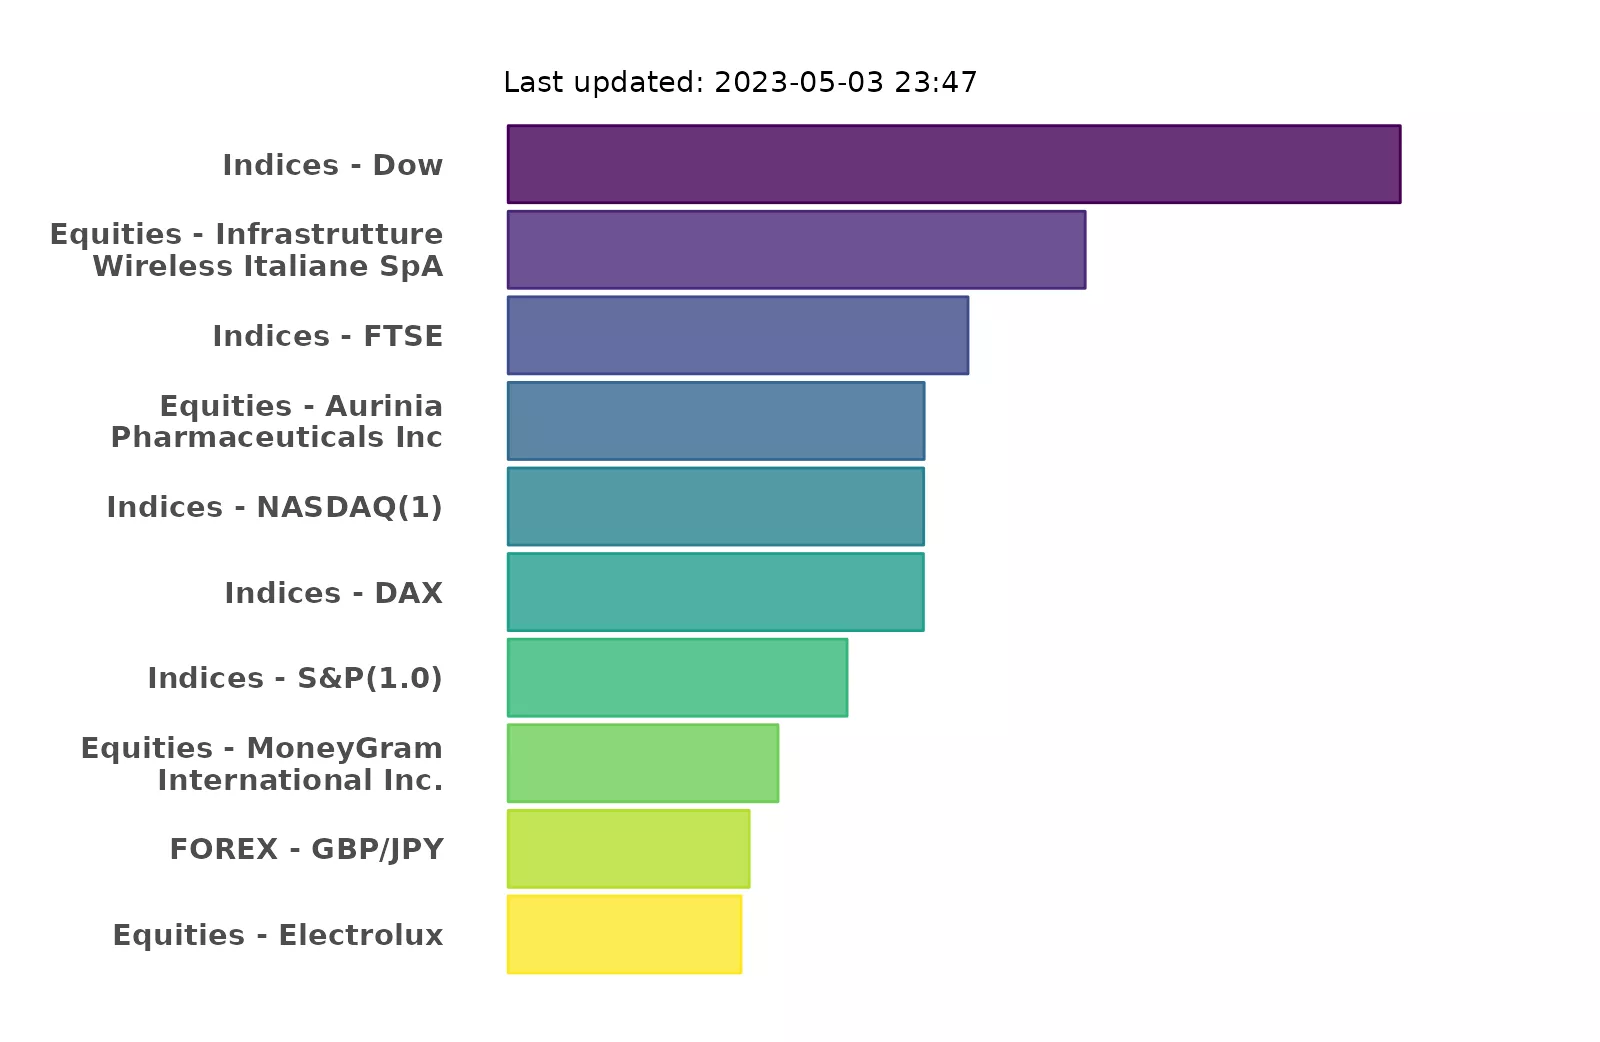 Last updated: 2023-05-03 23:47
Indices - Dow
Equities - Infrastrutture
Wireless Italiane SpA
Indices - FTSE
Equities - Aurinia
Pharmaceuticals Inc
Indices - NASDAQ(1)
Indices - DAX
Indices - S&P(1.0)
Equities - MoneyGram
International Inc.
FOREX - GBP/JPY
Equities - Electrolux